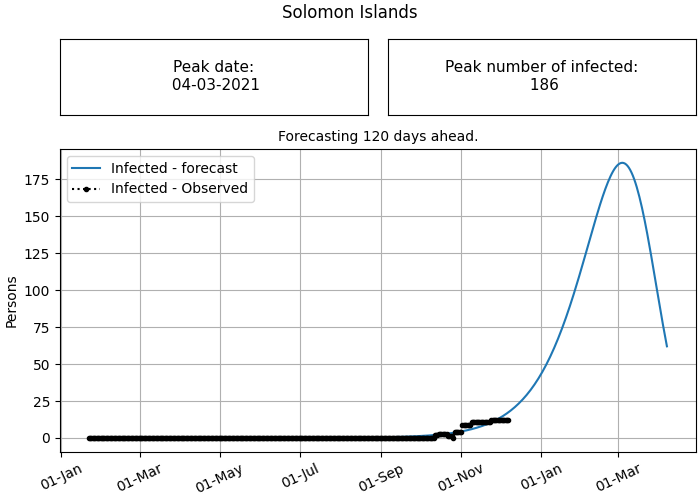 Solomon Islands
Peak date:
04-03-2021
Peak number of infected:
186
Forecasting 120 days ahead.
Infected - forecast
Infected - Observed
Persons
175
150
125
100
75
50
25
0
01-Jan
01-Mar
01-May
01-Jul
01-Sep
01-Nov
01-Jan
01-Mar